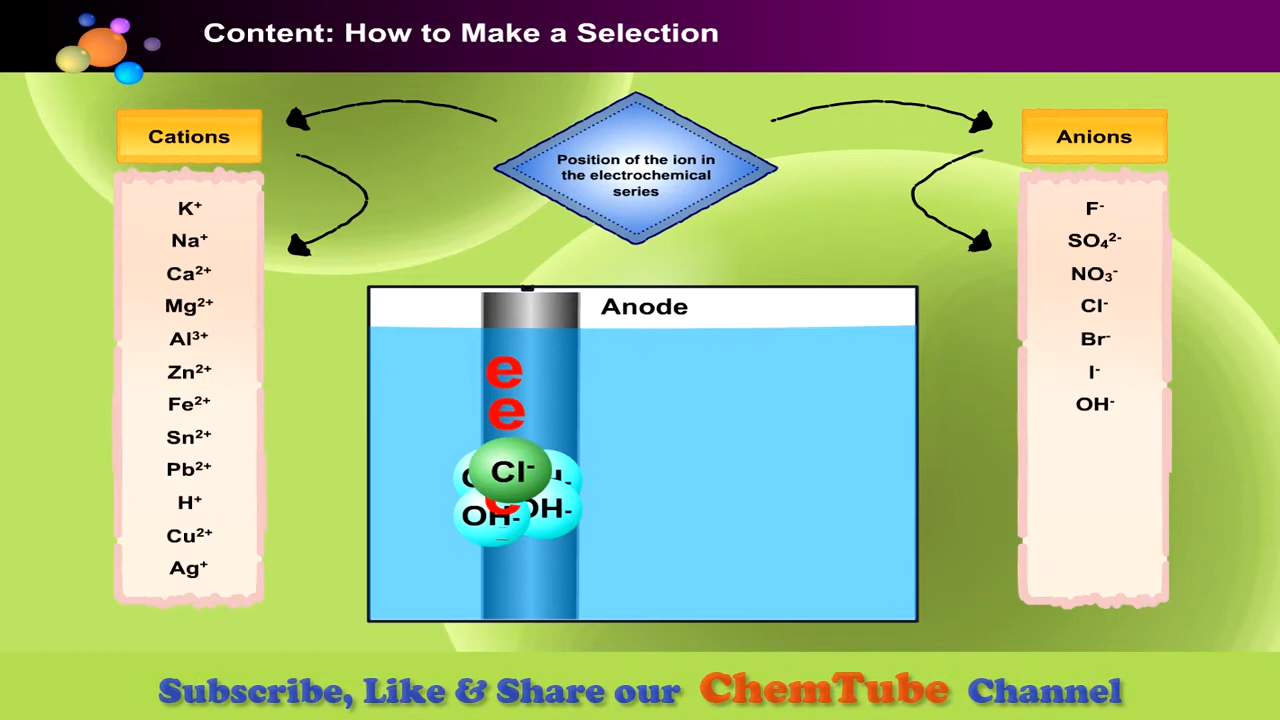 Content: How to Make a Selection
Cations
Position of the ion in
the electrochemical
series
Anions
K⁺
Na⁺
Ca²⁺
Mg²⁺
Al³⁺
Zn²⁺
Fe²⁺
Sn²⁺
Pb²⁺
H⁺
Cu²⁺
Ag⁺
Anode
e
e
Cl⁻
e
OH-
OH-
F⁻
SO₄²⁻
NO₃⁻
Cl⁻
Br⁻
I⁻
OH⁻
Subscribe, Like & Share our ChemTube Channel